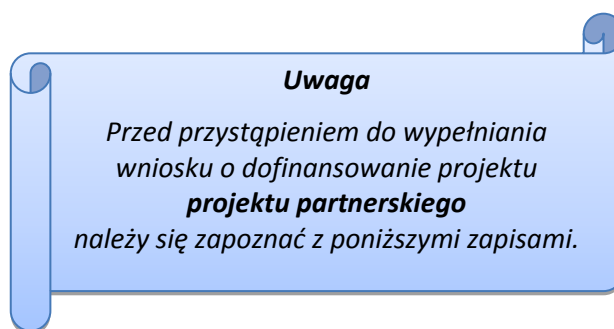 Uwaga
Przed przystąpieniem do wypełniania
wniosku o dofinansowanie projektu
projektu partnerskiego
należy się zapoznać z poniższymi zapisami.